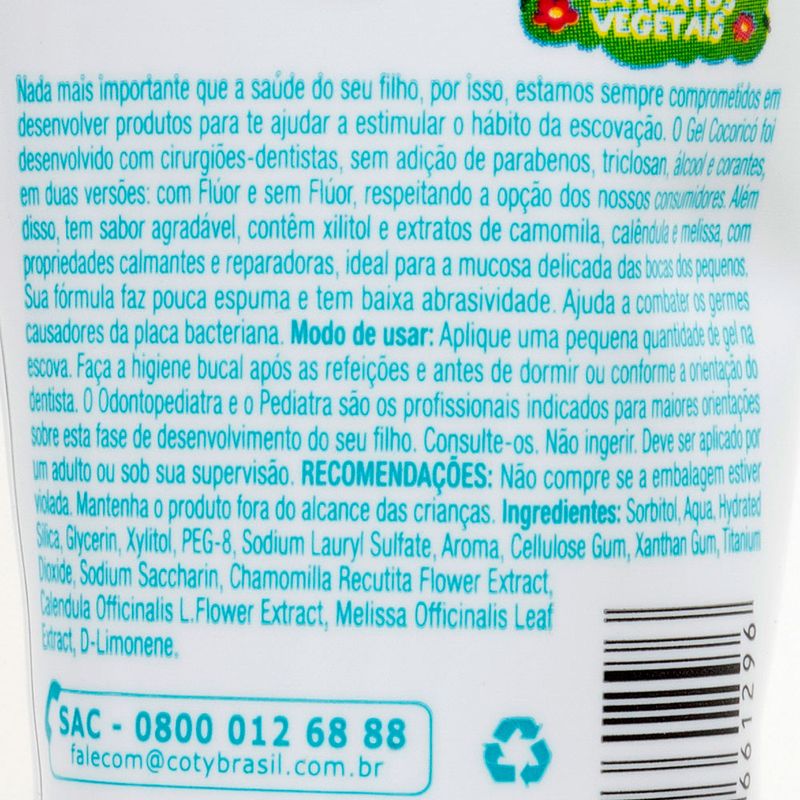 EXTRATOS
VEGETAIS
Nada mais importante que a saúde do seu filho, por isso, estamos sempre comprometidos em
desenvolver produtos para te ajudar a estimular o hábito da escovação. O Gel Cocoricó foi
desenvolvido com cirurgiões-dentistas, sem adição de parabenos, triclosan, álcool e corantes,
em duas versões: com Flúor e sem Flúor, respeitando a opção dos nossos consumidores. Além
disso, tem sabor agradável, contêm xilitol e extratos de camomila, calêndula e melissa, com
propriedades calmantes e reparadoras, ideal para a mucosa delicada das bocas dos pequenos.
Sua fórmula faz pouca espuma e tem baixa abrasividade. Ajuda a combater os germes
causadores da placa bacteriana. Modo de usar: Aplique uma pequena quantidade de gel na
escova. Faça a higiene bucal após as refeições e antes de dormir ou conforme a orientação do
dentista. O Odontopediatra e o Pediatra são os profissionais indicados para maiores orientações
sobre esta fase de desenvolvimento do seu filho. Consulte-os. Não ingerir. Deve ser aplicado por
um adulto ou sob sua supervisão. RECOMENDAÇÕES: Não compre se a embalagem estiver
violada. Mantenha o produto fora do alcance das crianças. Ingredientes: Sorbitol, Aqua, Hydrated
Silica, Glycerin, Xylitol, PEG-8, Sodium Lauryl Sulfate, Aroma, Cellulose Gum, Xanthan Gum, Titanium
Dioxide, Sodium Saccharin, Chamomilla Recutita Flower Extract,
Calendula Officinalis L.Flower Extract, Melissa Officinalis Leaf
Extract, D-Limonene.
SAC - 0800 012 68 88
falecom@cotybrasil.com.br
661296